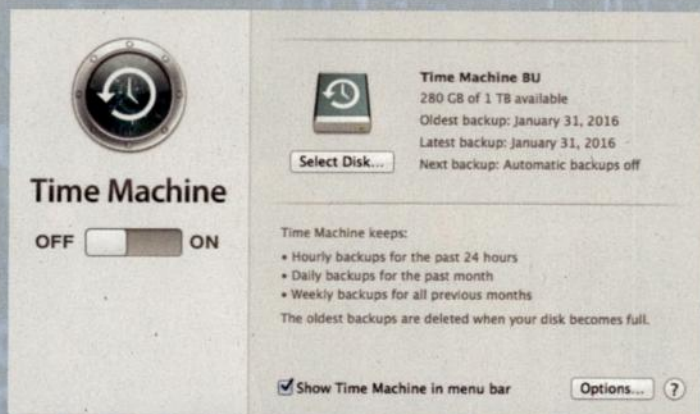 Time Machine
OFF ON
Time Machine BU
280 GB of 1 TB available
Oldest backup: January 31, 2016
Latest backup: January 31, 2016
Next backup: Automatic backups off
Select Disk...
Time Machine keeps:
• Hourly backups for the past 24 hours
• Daily backups for the past month
• Weekly backups for all previous months
The oldest backups are deleted when your disk becomes full.
Show Time Machine in menu bar
Options... ?